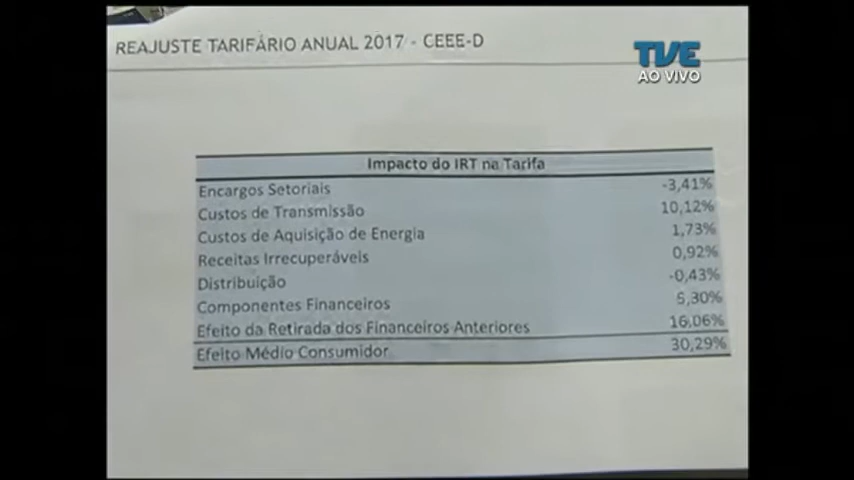 REAJUSTE TARIFÁRIO ANUAL 2017 - CEEE-D
TVE
AO VIVO
Impacto do IRT na Tarifa
Encargos Setoriais -3,41%
Custos de Transmissão 10,12%
Custos de Aquisição de Energia 1,73%
Receitas Irrecuperáveis 0,92%
Distribuição -0,43%
Componentes Financeiros 5,30%
Efeito da Retirada dos Financeiros Anteriores 16,06%
Efeito Médio Consumidor 30,29%